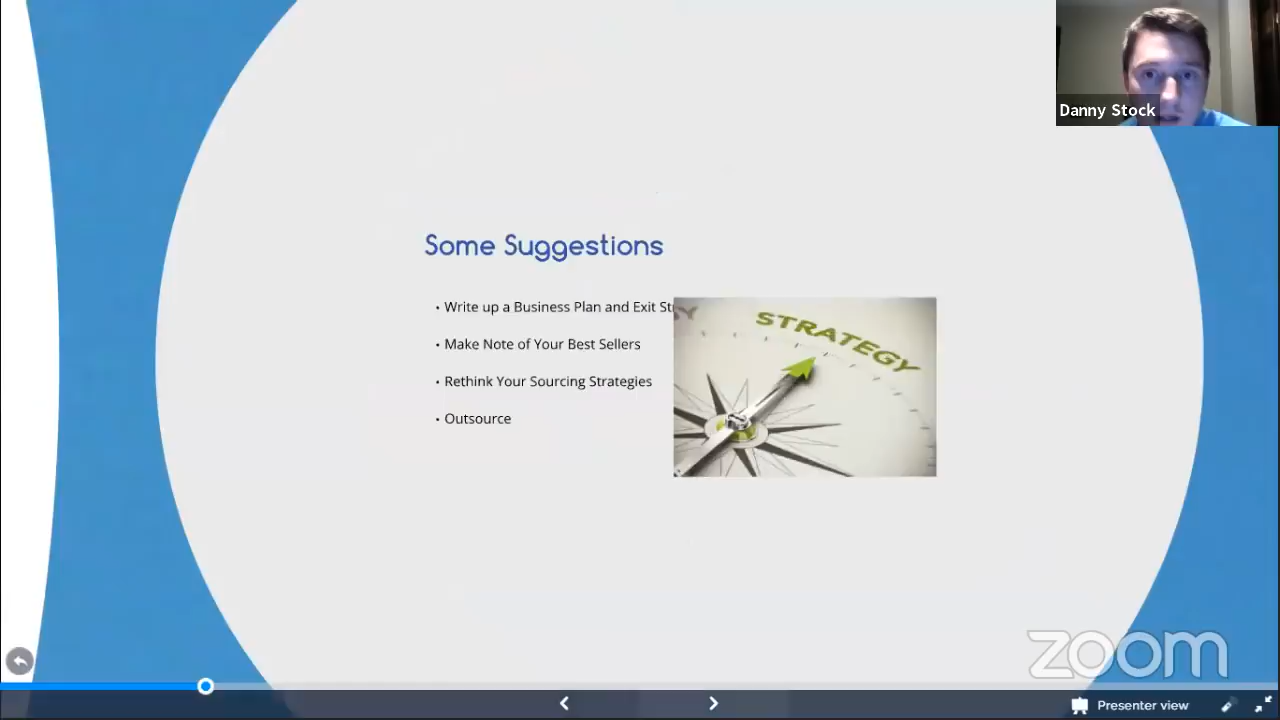 Danny Stock
Some Suggestions
• Write up a Business Plan and Exit
STRATEGY
• Make Note of Your Best Sellers
• Rethink Your Sourcing Strategies
• Outsource
zoom
Presenter view